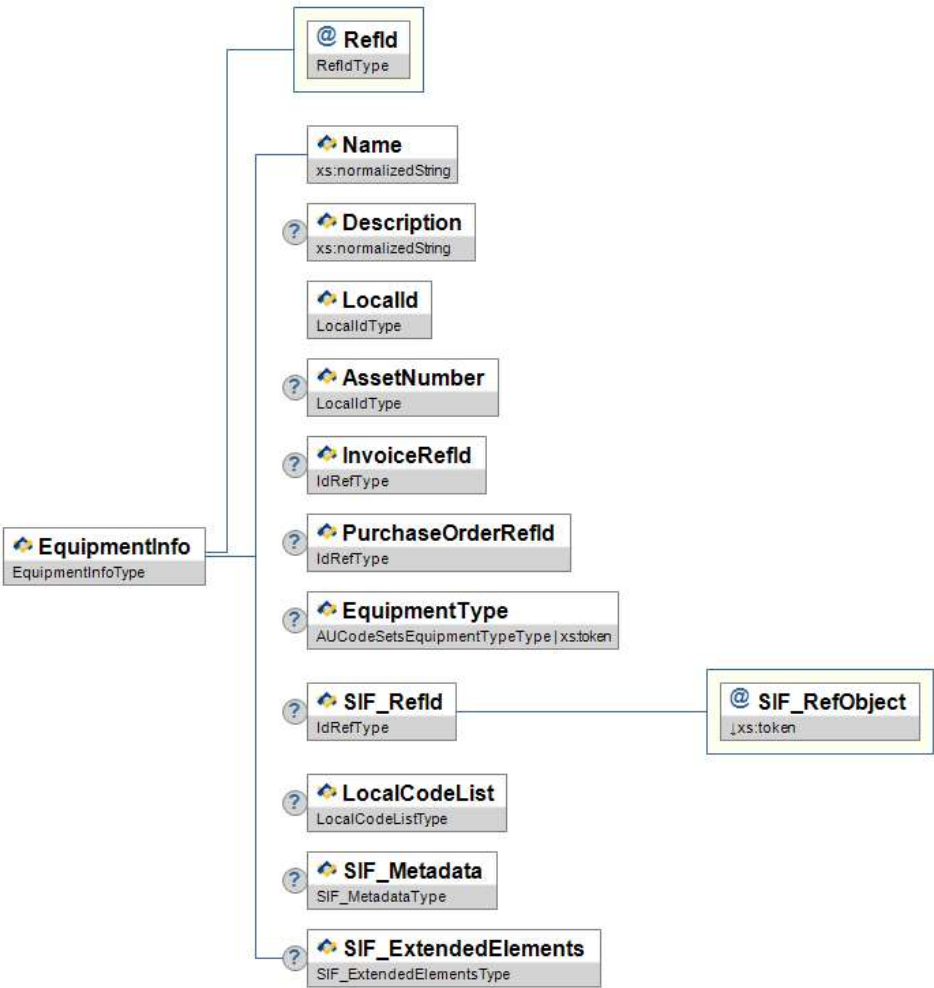 @ RefId
RefIdType
Name
xs:normalizedString
? Description
xs:normalizedString
LocalId
LocalIdType
? AssetNumber
LocalIdType
? InvoiceRefId
IdRefType
? PurchaseOrderRefId
IdRefType
EquipmentInfo
EquipmentInfoType
? EquipmentType
AUCodeSetsEquipmentTypeType|xs:token
? SIF_RefId
IdRefType
@ SIF_RefObject
↓xs:token
? LocalCodeList
LocalCodeListType
? SIF_Metadata
SIF_MetadataType
? SIF_ExtendedElements
SIF_ExtendedElementsType